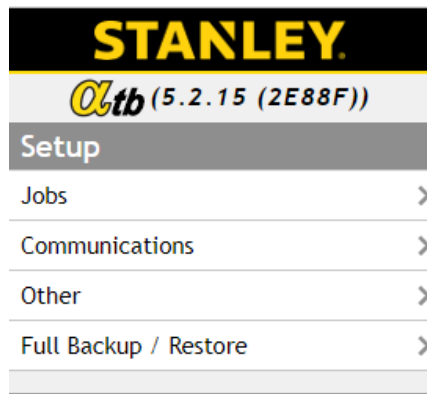 STANLEY.
αtb (5.2.15 (2E88F))
Setup
Jobs
Communications
Other
Full Backup / Restore